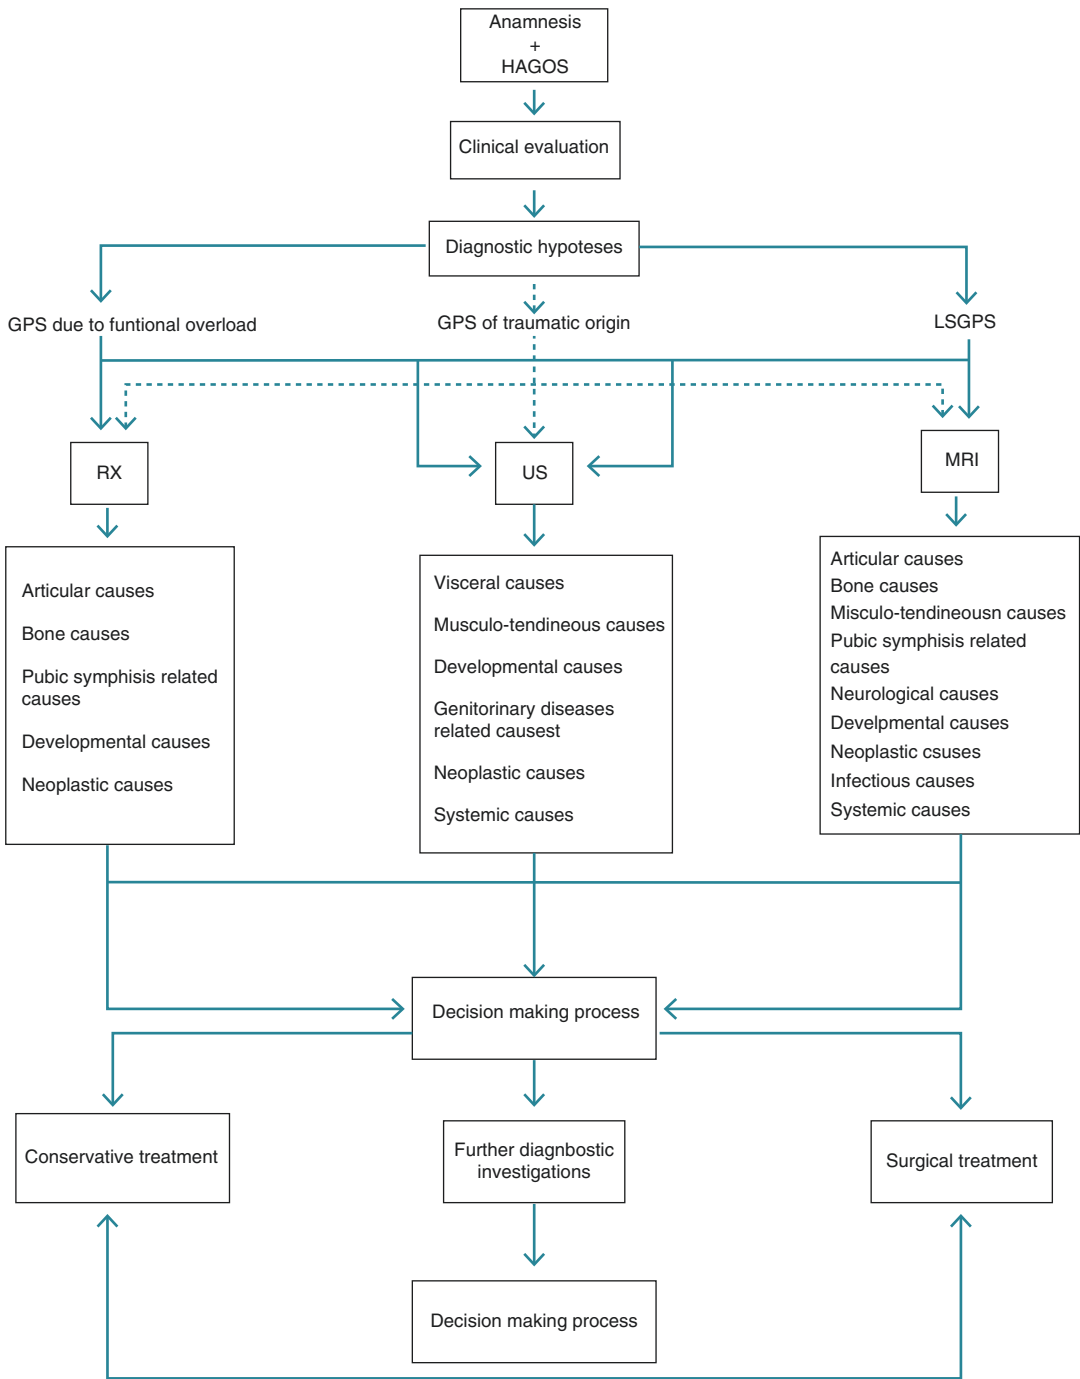 Anamnesis
+
HAGOS
Clinical evaluation
Diagnostic hypoteses
GPS due to funtional overload
GPS of traumatic origin
LSGPS
RX
US
MRI
Articular causes
Bone causes
Pubic symphisis related
causes
Developmental causes
Neoplastic causes
Visceral causes
Musculo-tendineous causes
Developmental causes
Genitorinary diseases
related causest
Neoplastic causes
Systemic causes
Articular causes
Bone causes
Misculo-tendineousn causes
Pubic symphisis related
causes
Neurological causes
Develpmental causes
Neoplastic csuses
Infectious causes
Systemic causes
Decision making process
Conservative treatment
Further diagnbostic
investigations
Surgical treatment
Decision making process